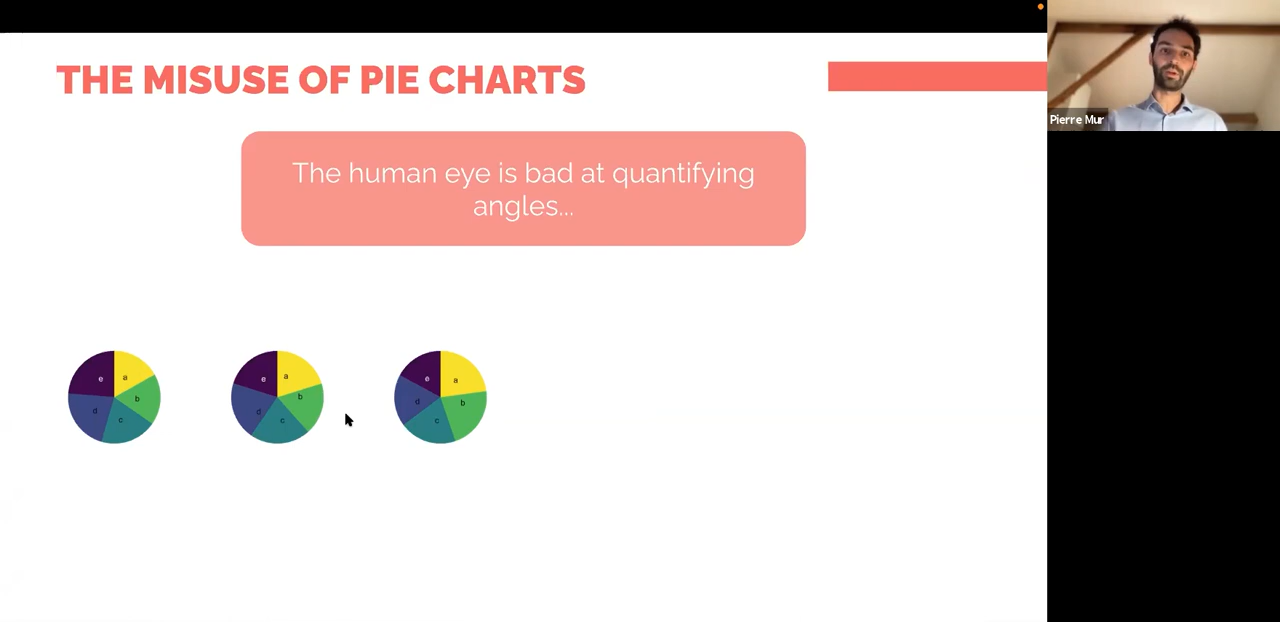 THE MISUSE OF PIE CHARTS
The human eye is bad at quantifying
angles...
Pierre Mur
e
a
b
d
c
e
a
b
d
c
e
a
b
d
c